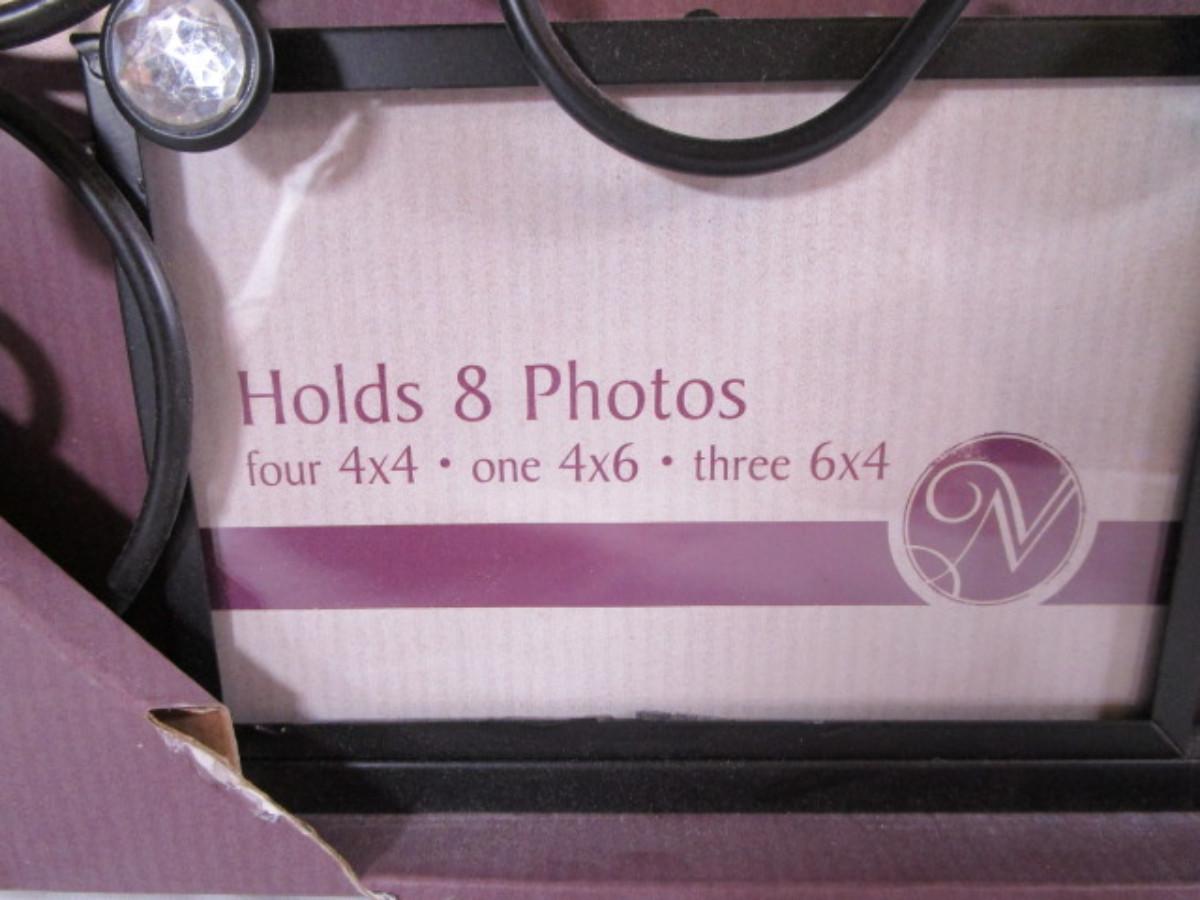 Holds 8 Photos
four 4x4 • one 4x6 • three 6x4
N